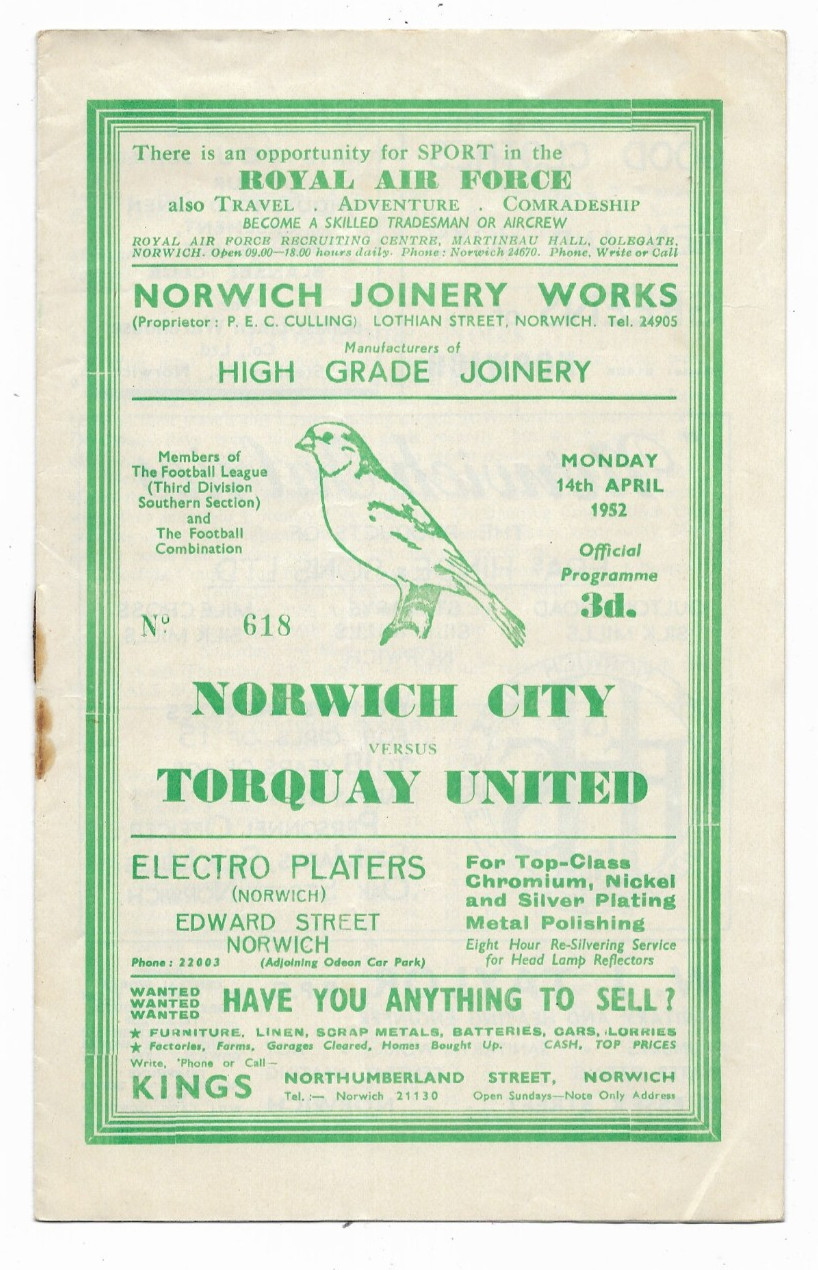 There is an opportunity for SPORT in the
ROYAL AIR FORCE
also TRAVEL . ADVENTURE . COMRADESHIP
BECOME A SKILLED TRADESMAN OR AIRCREW
ROYAL AIR FORCE RECRUITING CENTRE, MARTINEAU HALL, COLEGATE,
NORWICH. Open 09.00—18.00 hours daily. Phone: Norwich 24670. Phone, Write or Call
NORWICH JOINERY WORKS
(Proprietor: P. E. C. CULLING) LOTHIAN STREET, NORWICH. Tel. 24905
Manufacturers of
HIGH GRADE JOINERY
Members of
The Football League
(Third Division
Southern Section)
and
The Football
Combination
MONDAY
14th APRIL
1952
Official
Programme
3d.
Nº 618
NORWICH CITY
VERSUS
TORQUAY UNITED
ELECTRO PLATERS
(NORWICH)
EDWARD STREET
NORWICH
Phone: 22003 (Adjoining Odeon Car Park)
For Top-Class
Chromium, Nickel
and Silver Plating
Metal Polishing
Eight Hour Re-Silvering Service
for Head Lamp Reflectors
WANTED
WANTED
WANTED
HAVE YOU ANYTHING TO SELL?
★ FURNITURE, LINEN, SCRAP METALS, BATTERIES, CARS, LORRIES
★ Factories, Farms, Garages Cleared, Homes Bought Up. CASH, TOP PRICES
Write, 'Phone or Call—
KINGS
NORTHUMBERLAND STREET, NORWICH
Tel. :— Norwich 21130 Open Sundays—Note Only Address